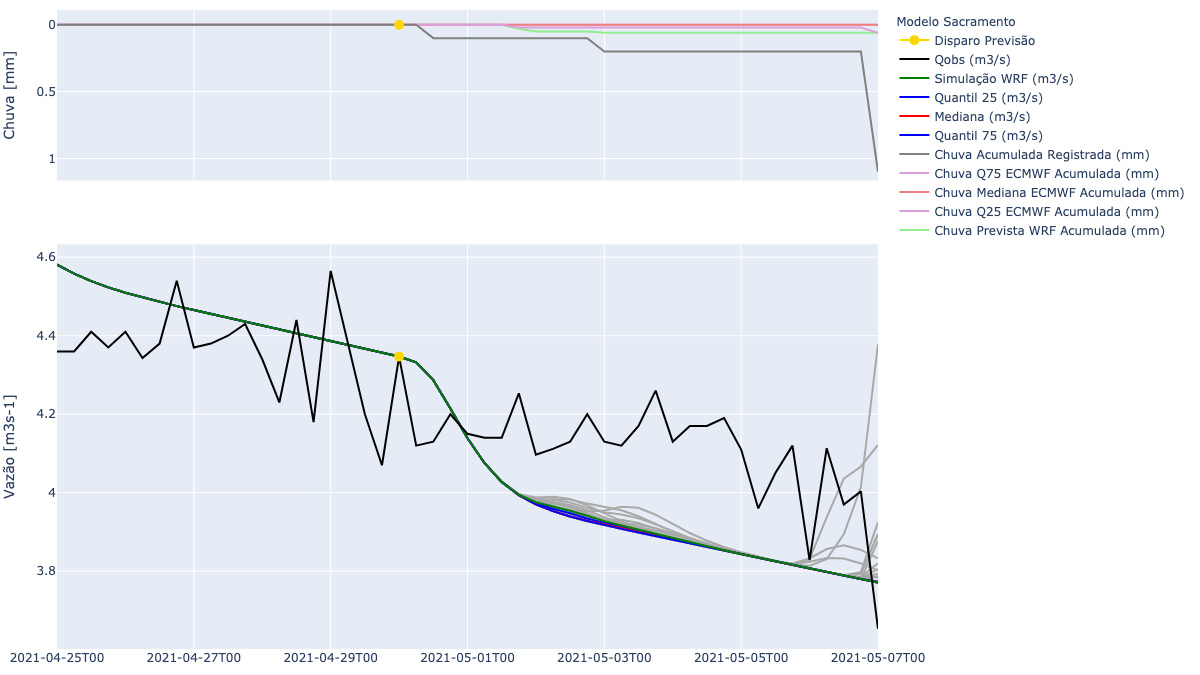 Chuva [mm]
0
0.5
1
Modelo Sacramento
Disparo Previsão
Qobs (m3/s)
Simulação WRF (m3/s)
Quantil 25 (m3/s)
Mediana (m3/s)
Quantil 75 (m3/s)
Chuva Acumulada Registrada (mm)
Chuva Q75 ECMWF Acumulada (mm)
Chuva Mediana ECMWF Acumulada (mm)
Chuva Q25 ECMWF Acumulada (mm)
Chuva Prevista WRF Acumulada (mm)
Vazão [m3s-1]
4.6
4.4
4.2
4
3.8
2021-04-25T00 2021-04-27T00 2021-04-29T00 2021-05-01T00 2021-05-03T00 2021-05-05T00 2021-05-07T00